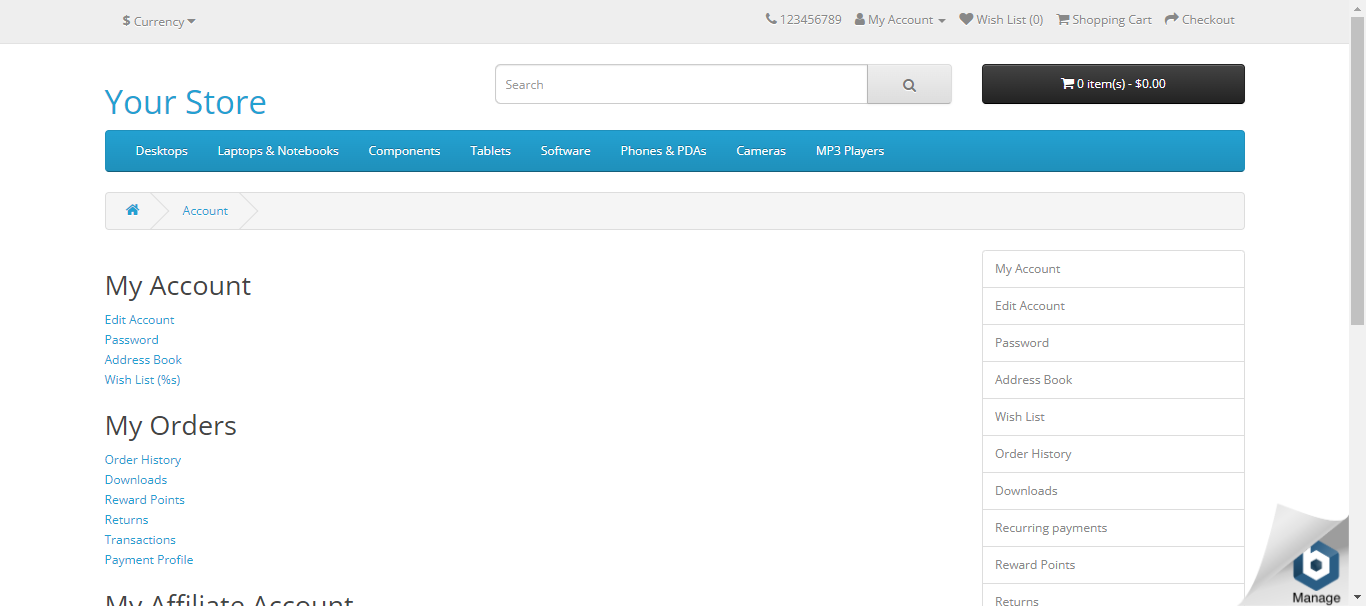 $ Currency
123456789 My Account Wish List (0) Shopping Cart Checkout
Your Store
Search
0 item(s) - $0.00
Desktops Laptops & Notebooks Components Tablets Software Phones & PDAs Cameras MP3 Players
Account
My Account
Edit Account
Password
Address Book
Wish List (%s)
My Orders
Order History
Downloads
Reward Points
Returns
Transactions
Payment Profile
My Affiliate Account
My Account
Edit Account
Password
Address Book
Wish List
Order History
Downloads
Recurring payments
Reward Points
Returns
Manage